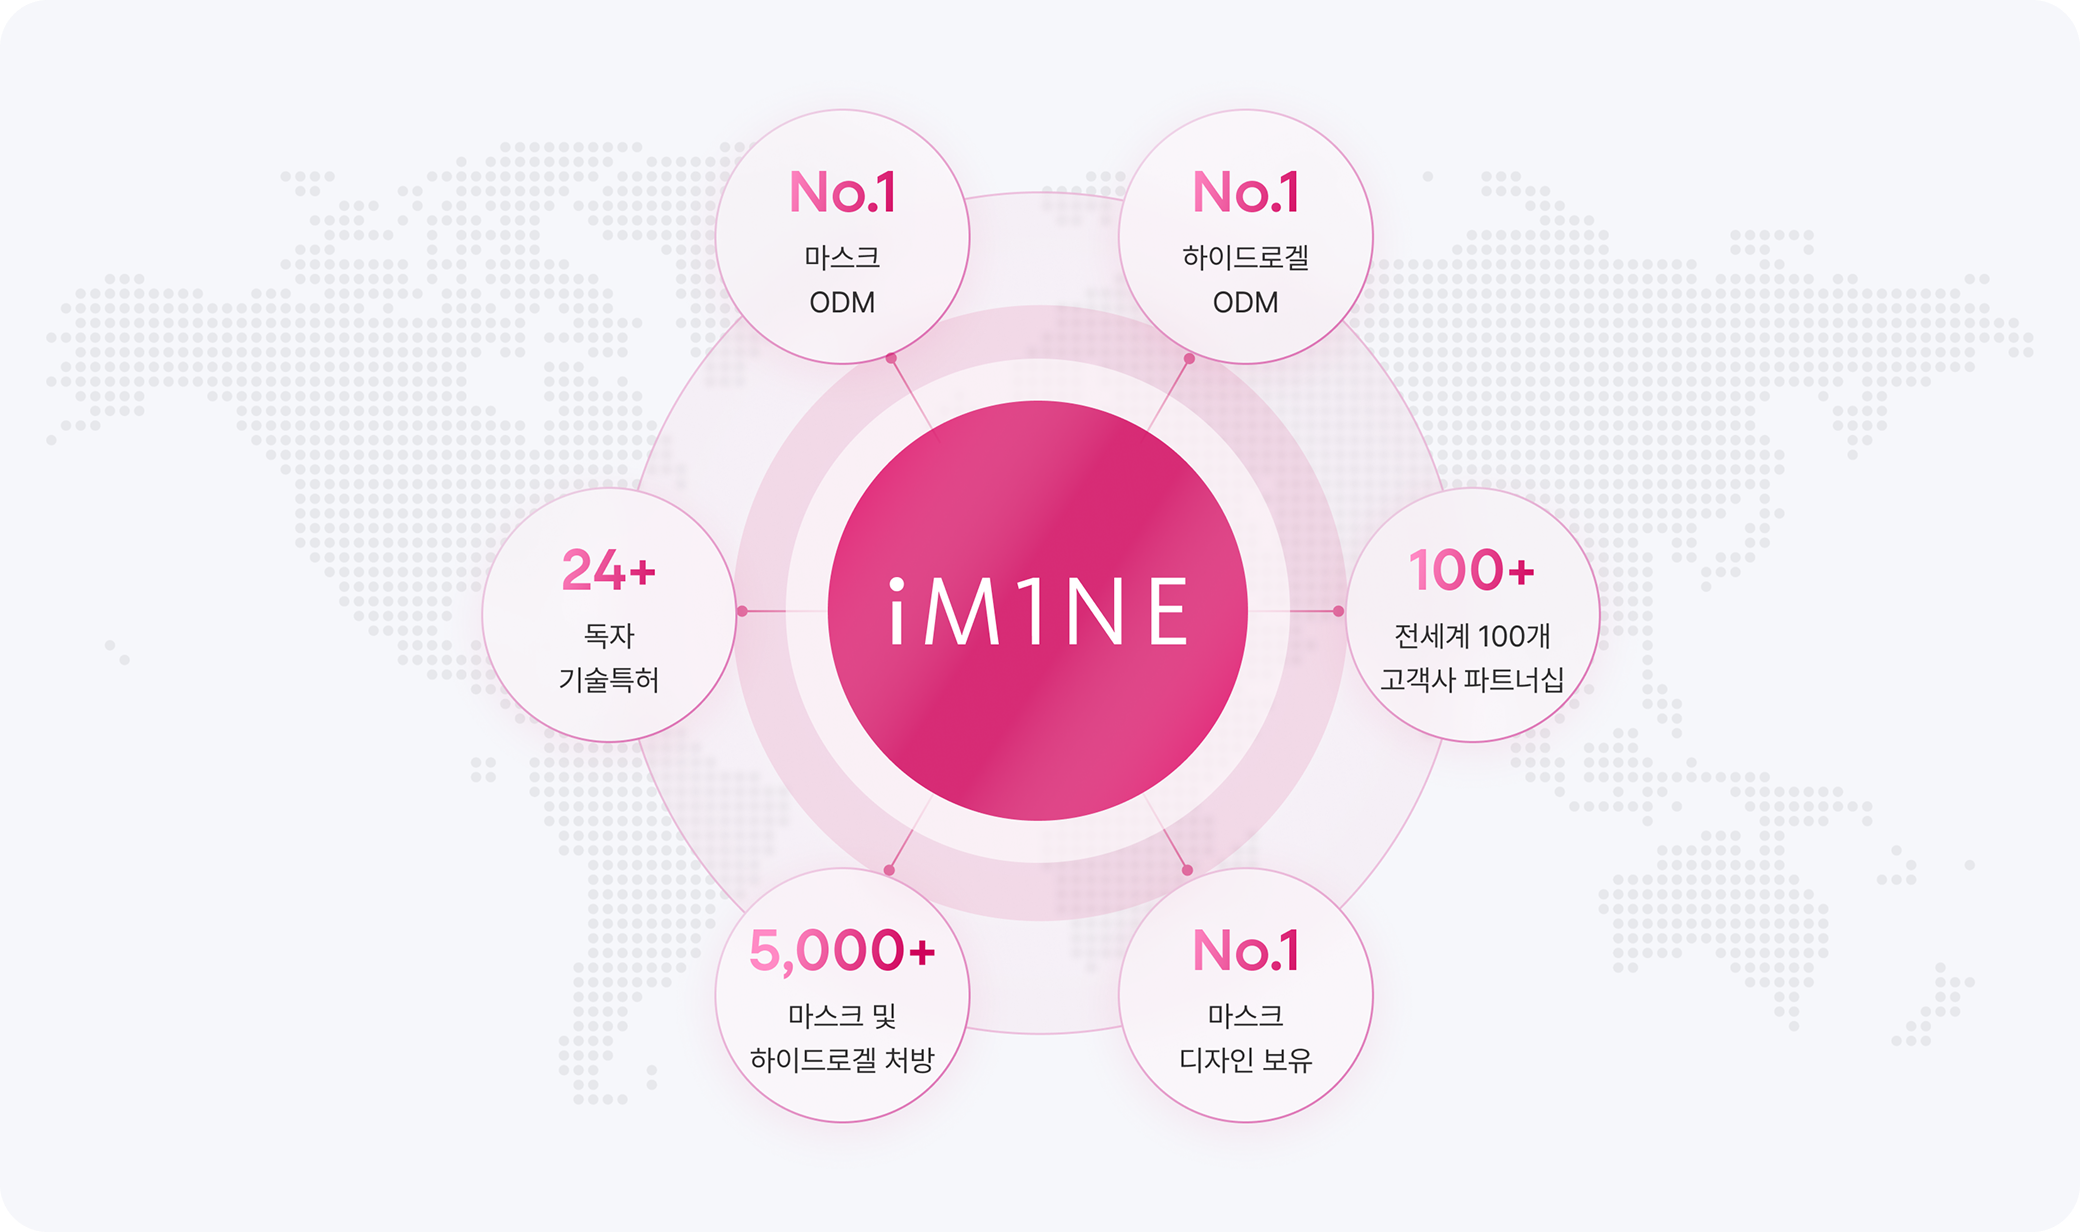 No.1
마스크
ODM
No.1
하이드로겔
ODM
24+
독자
기술특허
iM1NE
100+
전세계 100개
고객사 파트너십
5,000+
마스크 및
하이드로겔 처방
No.1
마스크
디자인 보유